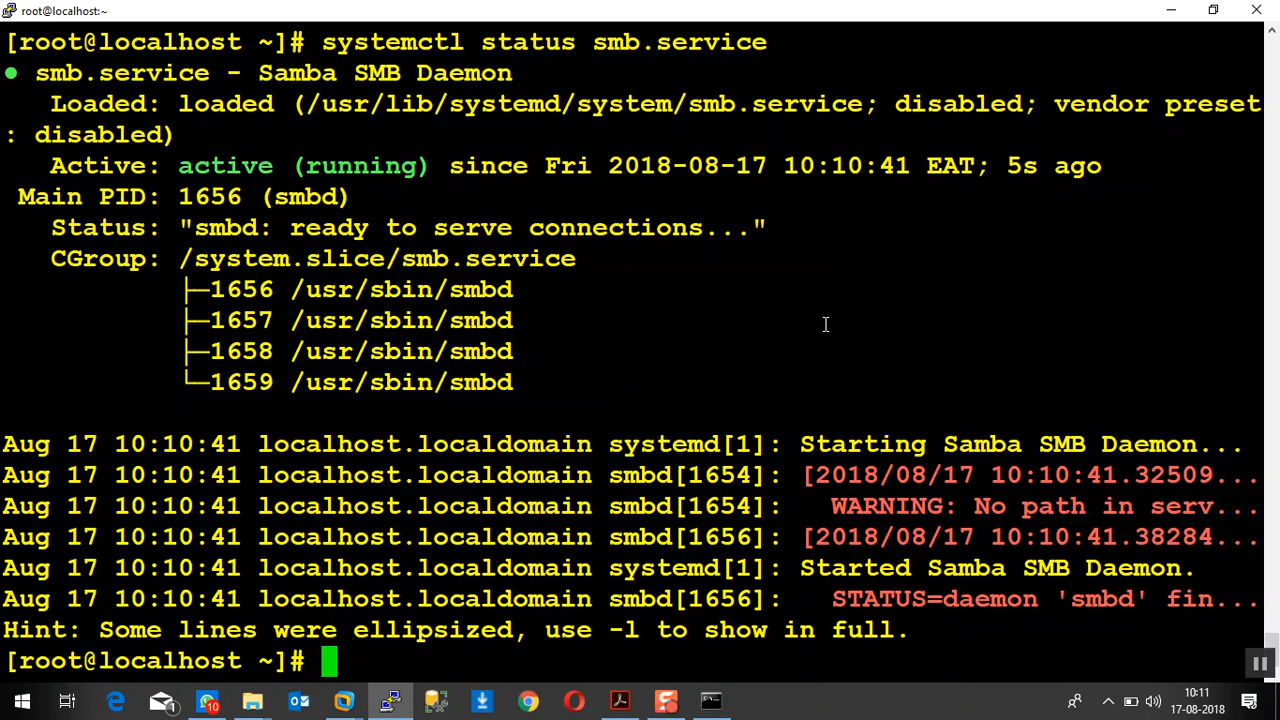 root@localhost:~
[root@localhost ~]# systemctl status smb.service
● smb.service - Samba SMB Daemon
   Loaded: loaded (/usr/lib/systemd/system/smb.service; disabled; vendor preset
: disabled)
   Active: active (running) since Fri 2018-08-17 10:10:41 EAT; 5s ago
 Main PID: 1656 (smbd)
   Status: "smbd: ready to serve connections..."
   CGroup: /system.slice/smb.service
           ├─1656 /usr/sbin/smbd
           ├─1657 /usr/sbin/smbd
           ├─1658 /usr/sbin/smbd
           └─1659 /usr/sbin/smbd
Aug 17 10:10:41 localhost.localdomain systemd[1]: Starting Samba SMB Daemon...
Aug 17 10:10:41 localhost.localdomain smbd[1654]: [2018/08/17 10:10:41.32509...
Aug 17 10:10:41 localhost.localdomain smbd[1654]:   WARNING: No path in serv...
Aug 17 10:10:41 localhost.localdomain smbd[1656]: [2018/08/17 10:10:41.38284...
Aug 17 10:10:41 localhost.localdomain systemd[1]: Started Samba SMB Daemon.
Aug 17 10:10:41 localhost.localdomain smbd[1656]:   STATUS=daemon 'smbd' fin...
Hint: Some lines were ellipsized, use -l to show in full.
[root@localhost ~]#
1
10
10:11
17-08-2018